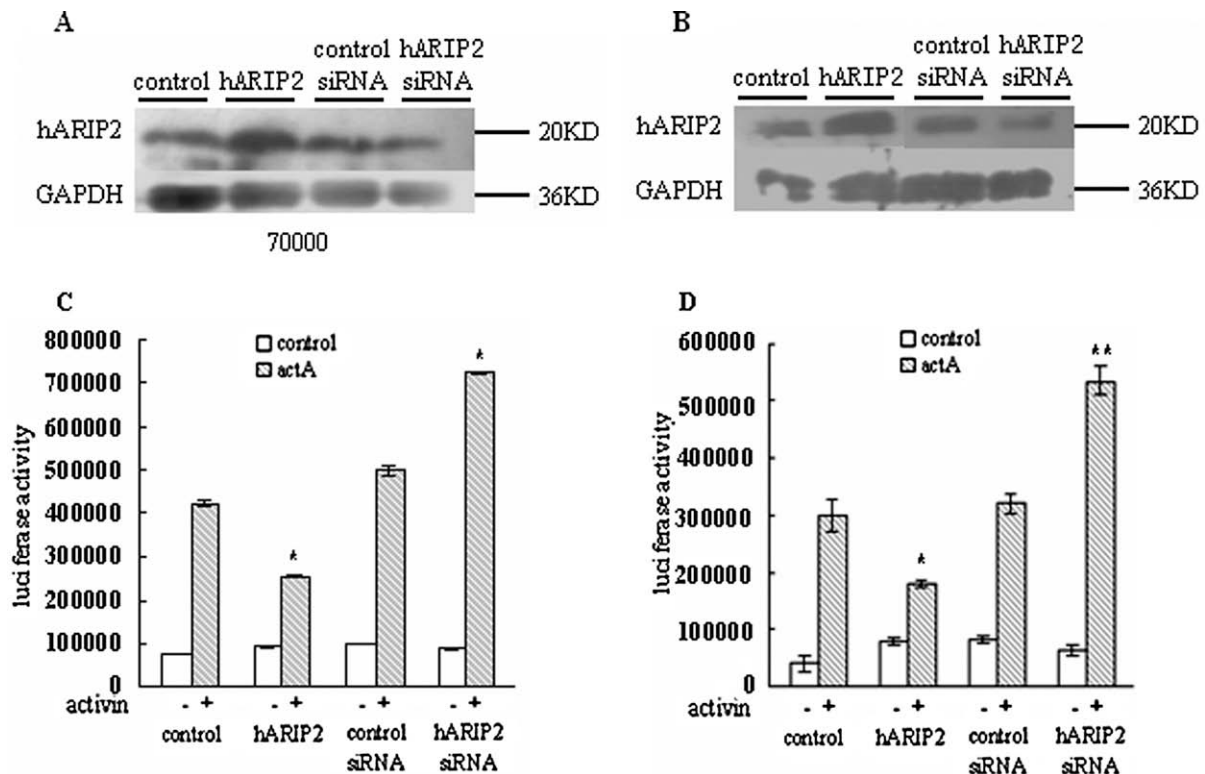 A
control hARIP2
control hARIP2 siRNA siRNA
hARIP2
20KD
GAPDH
36KD
70000
B
control hARIP2
control hARIP2 siRNA siRNA
hARIP2
20KD
GAPDH
36KD
C
800000
700000
600000
500000
400000
300000
200000
100000
0
luciferase activity
control
actA
*
*
activin
- + - + - + - +
control hARIP2 control hARIP2
siRNA siRNA
D
600000
500000
400000
300000
200000
100000
0
luciferase activity
control
actA
*
**
activin
- + - + - + - +
control hARIP2 control hARIP2
siRNA siRNA